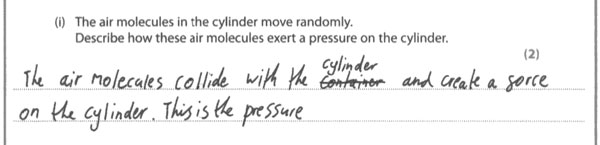 (i) The air molecules in the cylinder move randomly.
Describe how these air molecules exert a pressure on the cylinder.
(2)
The air molecules collide with the container cylinder and create a force
on the cylinder. This is the pressure